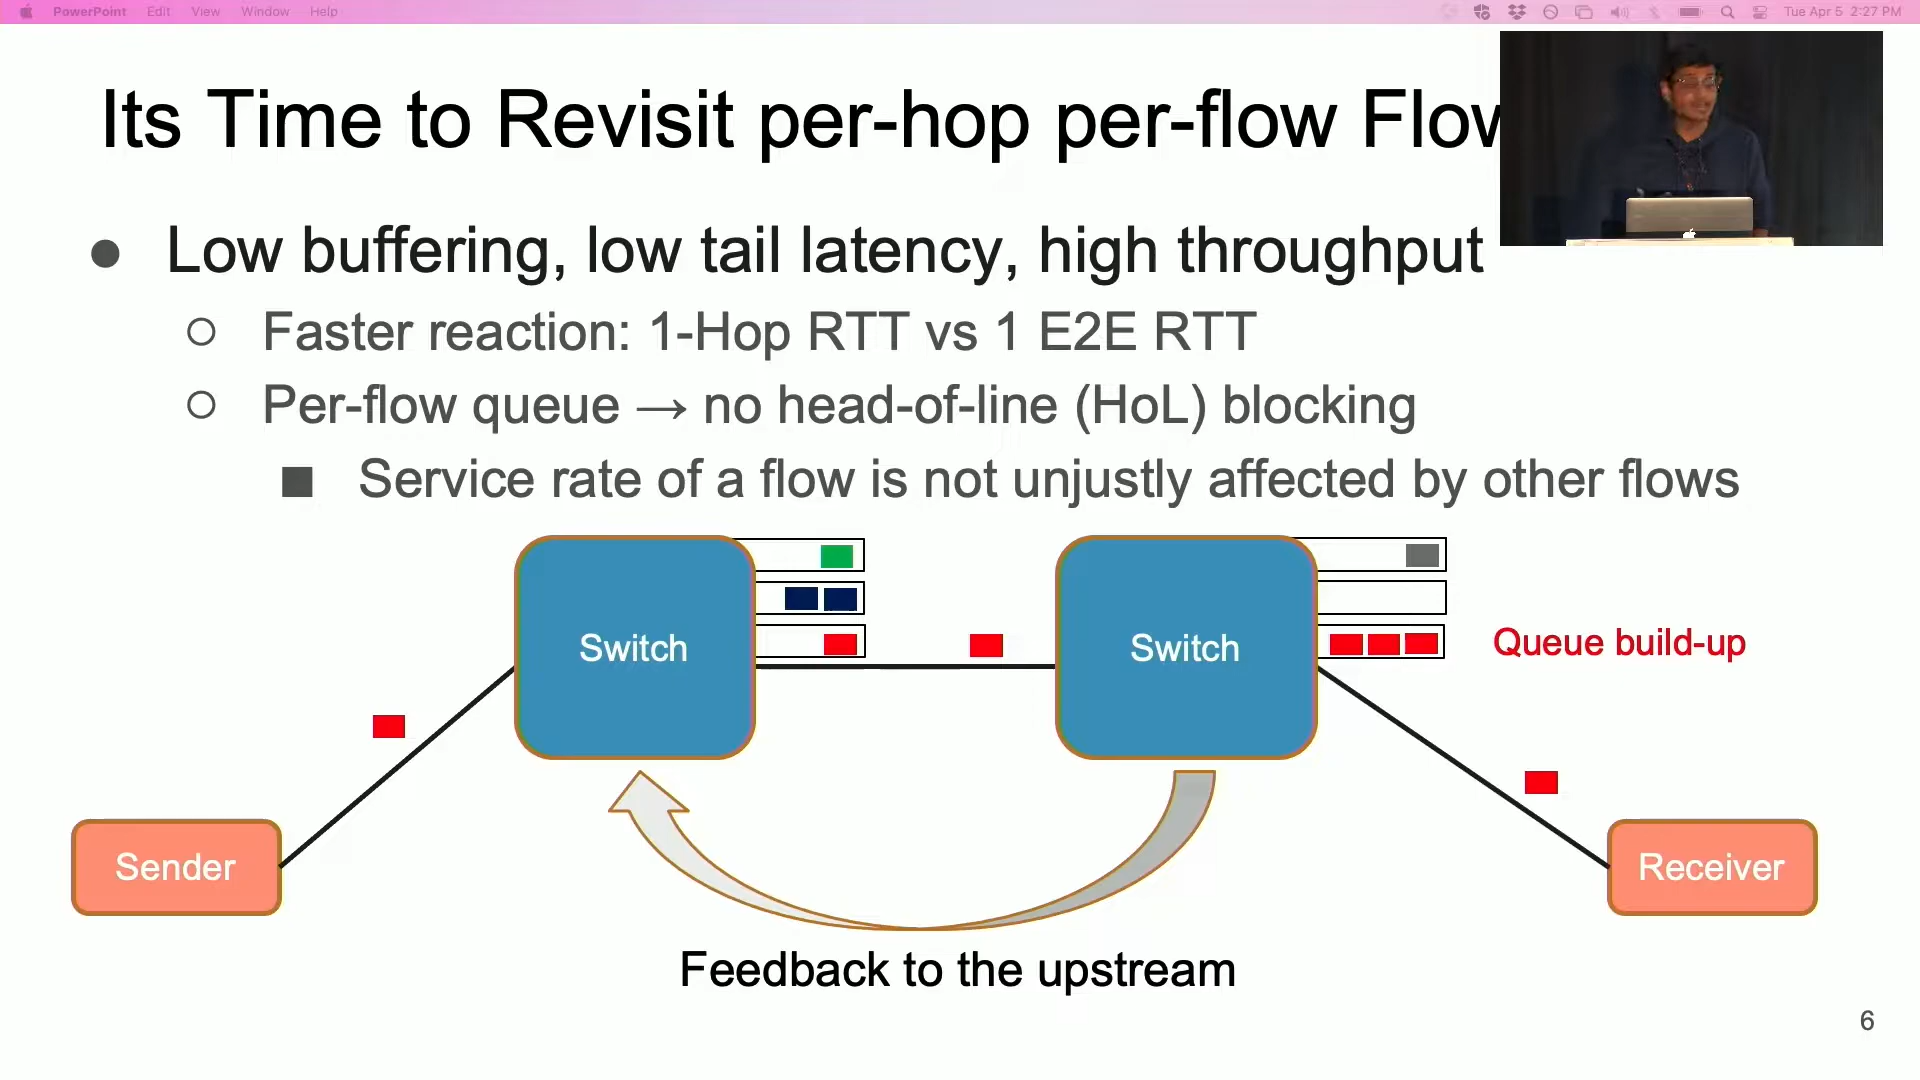 PowerPoint Edit View Window Help Tue Apr 5 2:27 PM
Its Time to Revisit per-hop per-flow Flow
Low buffering, low tail latency, high throughput
Faster reaction: 1-Hop RTT vs 1 E2E RTT
Per-flow queue → no head-of-line (HoL) blocking
Service rate of a flow is not unjustly affected by other flows
Switch
Switch
Queue build-up
Sender
Receiver
Feedback to the upstream
6